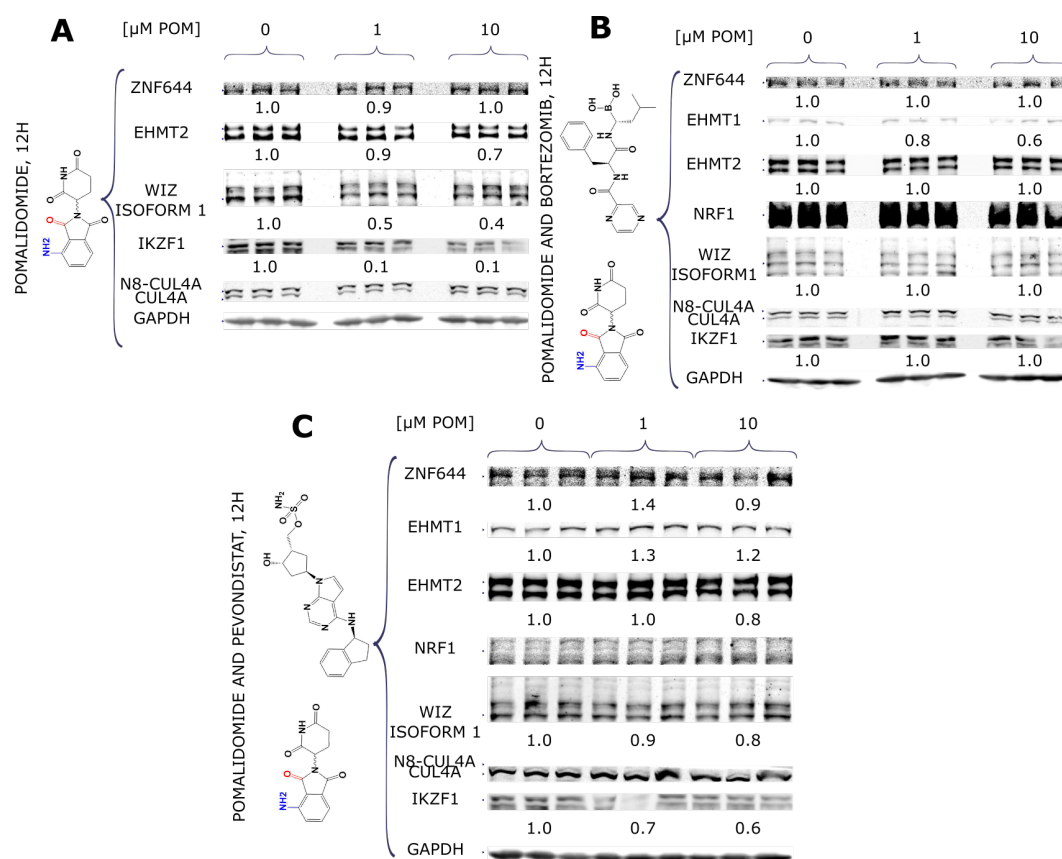 A
[µM POM] 0 1 10
POMALIDOMIDE, 12H
ZNF644
1.0 0.9 1.0
EHMT2
1.0 0.9 0.7
WIZ
ISOFORM 1
1.0 0.5 0.4
IKZF1
1.0 0.1 0.1
N8-CUL4A
CUL4A
GAPDH
O
NH
O
N
O
O
NH2
B
[µM POM] 0 1 10
POMALIDOMIDE AND BORTEZOMIB, 12H
ZNF644
1.0 1.0 1.0
EHMT1
1.0 0.8 0.6
EHMT2
1.0 1.0 1.0
NRF1
WIZ
ISOFORM1
1.0 1.0 1.0
N8-CUL4A
CUL4A
IKZF1
1.0 1.0 1.0
GAPDH
OH
OH
B
N
H
O
N
H
O
N
N
O
NH
O
N
O
O
NH2
C
[µM POM] 0 1 10
POMALIDOMIDE AND PEVONDISTAT, 12H
ZNF644
1.0 1.4 0.9
EHMT1
1.0 1.3 1.2
EHMT2
1.0 1.0 0.8
NRF1
WIZ
ISOFORM 1
1.0 0.9 0.8
N8-CUL4A
CUL4A
IKZF1
1.0 0.7 0.6
GAPDH
NH2
O
S
O
O
OH
N
N
N
NH
O
NH
O
N
O
O
NH2